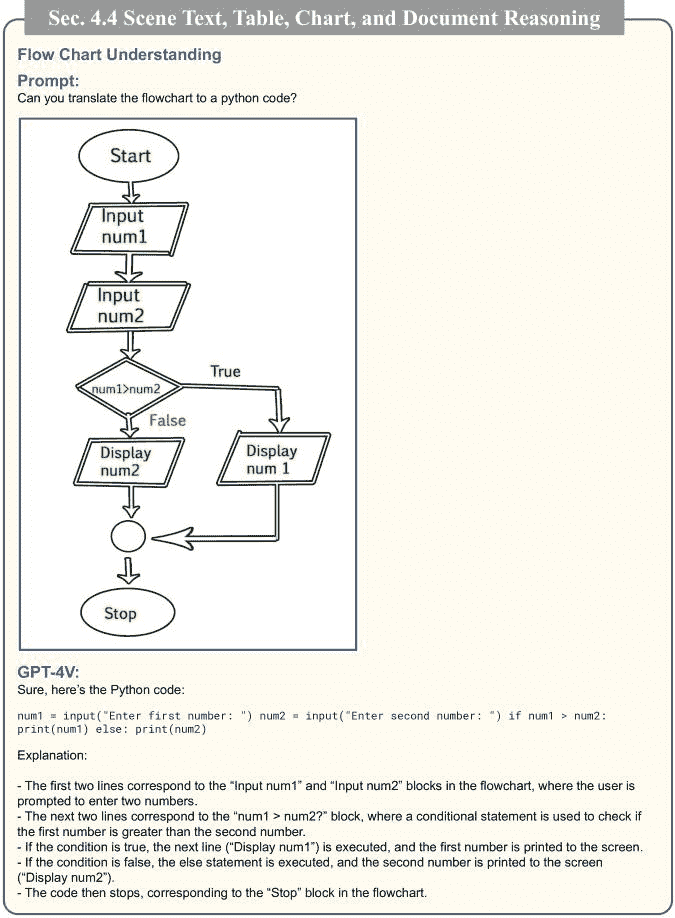 Sec. 4.4 Scene Text, Table, Chart, and Document Reasoning
Flow Chart Understanding
Prompt:
Can you translate the flowchart to a python code?
Start
Input
num1
Input
num2
num1>num2
True
False
Display
num2
Display
num 1
Stop
GPT-4V:
Sure, here's the Python code:
num1 = input("Enter first number: ") num2 = input("Enter second number: ") if num1 > num2:
print(num1) else: print(num2)
Explanation:
- The first two lines correspond to the “Input num1” and “Input num2” blocks in the flowchart, where the user is
prompted to enter two numbers.
- The next two lines correspond to the “num1 > num2?” block, where a conditional statement is used to check if
the first number is greater than the second number.
- If the condition is true, the next line (“Display num1”) is executed, and the first number is printed to the screen.
- If the condition is false, the else statement is executed, and the second number is printed to the screen
(“Display num2”).
- The code then stops, corresponding to the “Stop” block in the flowchart.